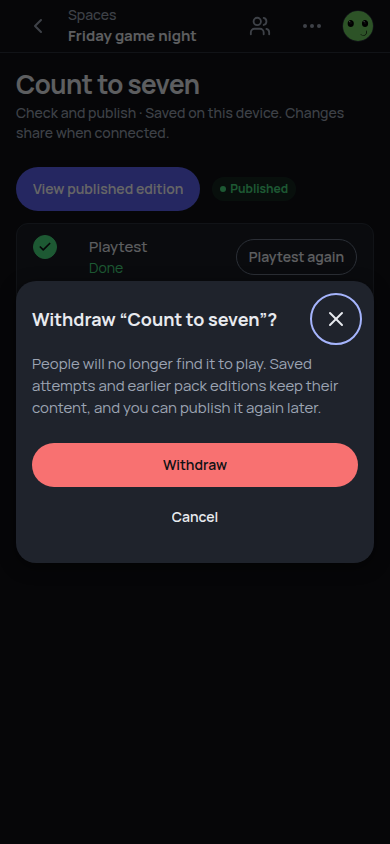 Spaces
Friday game night
Count to seven
Check and publish · Saved on this device. Changes
share when connected.
View published edition
Published
Playtest
Done
Playtest again
Withdraw “Count to seven”?
People will no longer find it to play. Saved
attempts and earlier pack editions keep their
content, and you can publish it again later.
Withdraw
Cancel